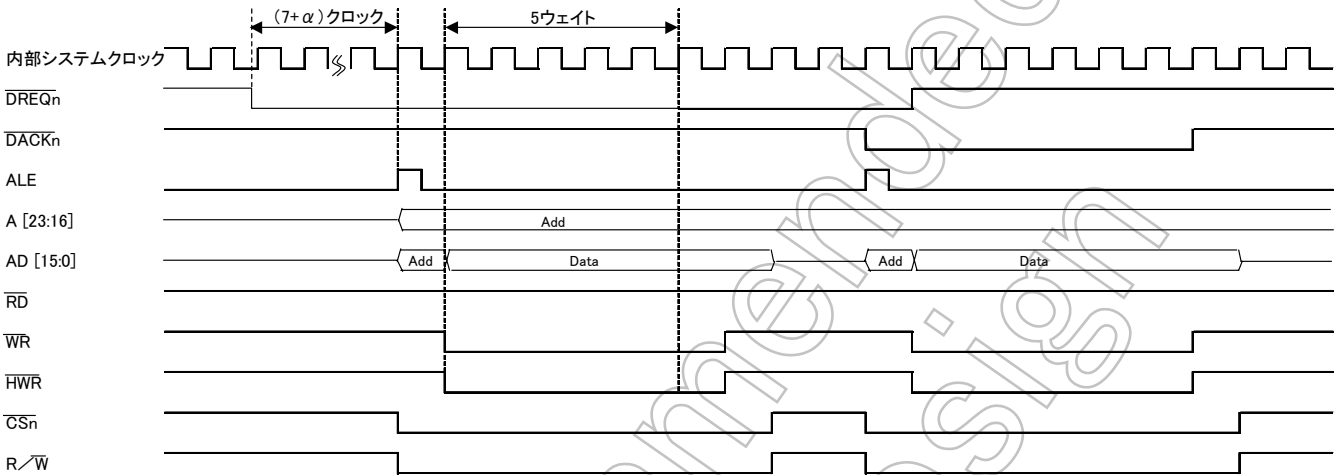 (7+α)クロック
5ウェイト
内部システムクロック
DREQn
DACKn
ALE
A [23:16]
Add
AD [15:0]
Add
Data
Add
Data
RD
WR
HWR
CSn
R/W